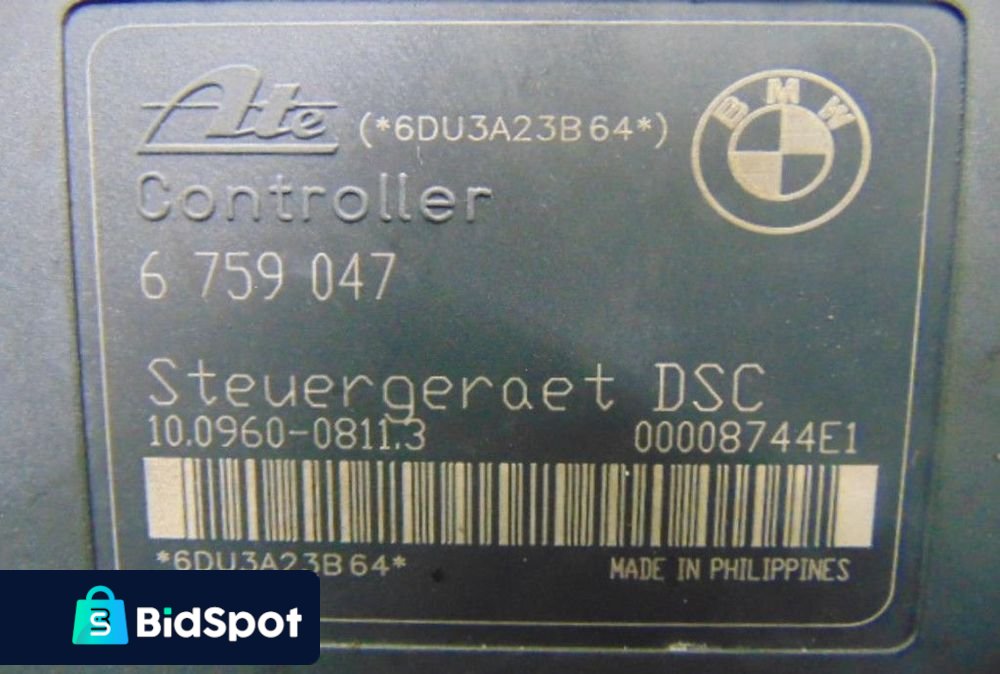 Ate (*6DU3A23B64*)
BMW
Controller
6 759 047
Steuergeraet DSC
10.0960-0811.3 00008744E1
*6DU3A23B64*
MADE IN PHILIPPINES
BidSpot